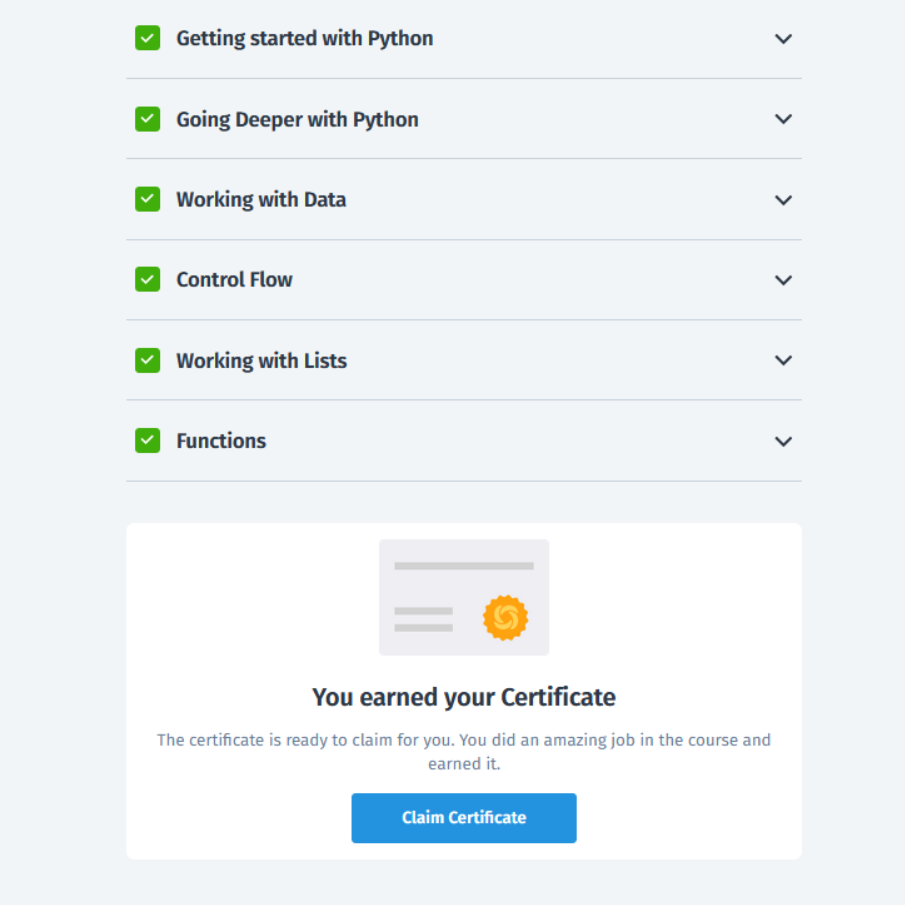 Getting started with Python
Going Deeper with Python
Working with Data
Control Flow
Working with Lists
Functions
You earned your Certificate
The certificate is ready to claim for you. You did an amazing job in the course and
earned it.
Claim Certificate